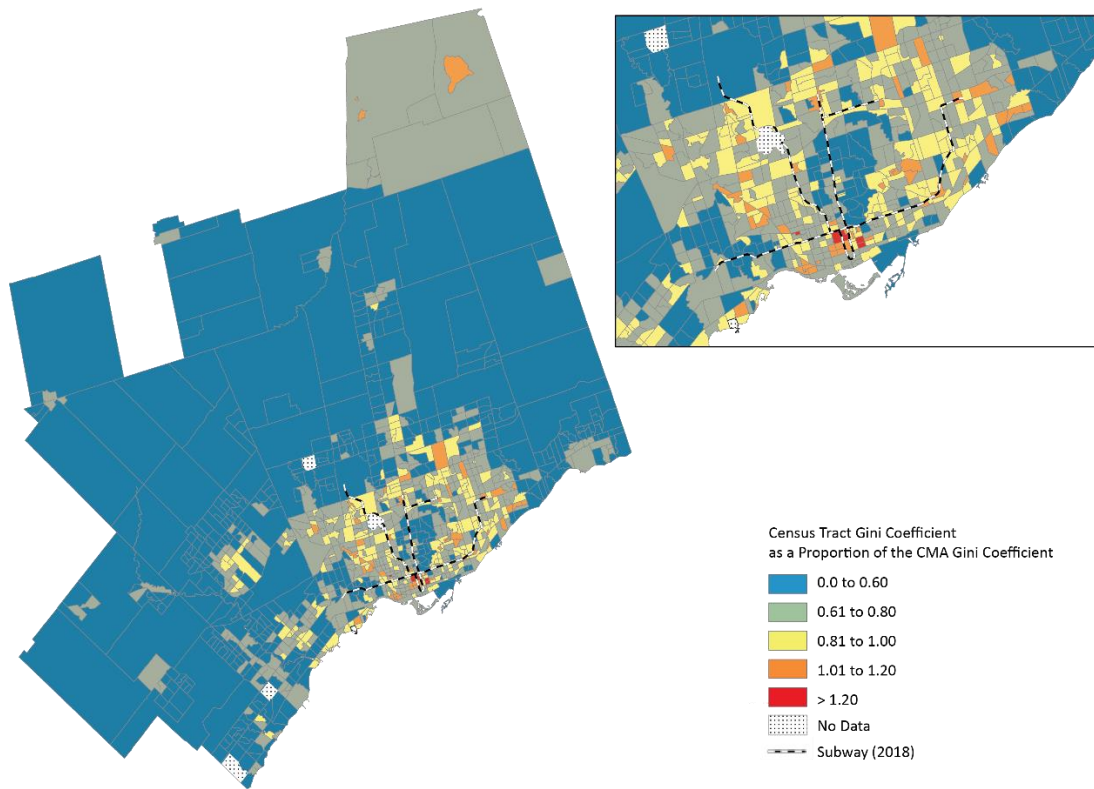 Census Tract Gini Coefficient
as a Proportion of the CMA Gini Coefficient
0.0 to 0.60
0.61 to 0.80
0.81 to 1.00
1.01 to 1.20
> 1.20
No Data
Subway (2018)